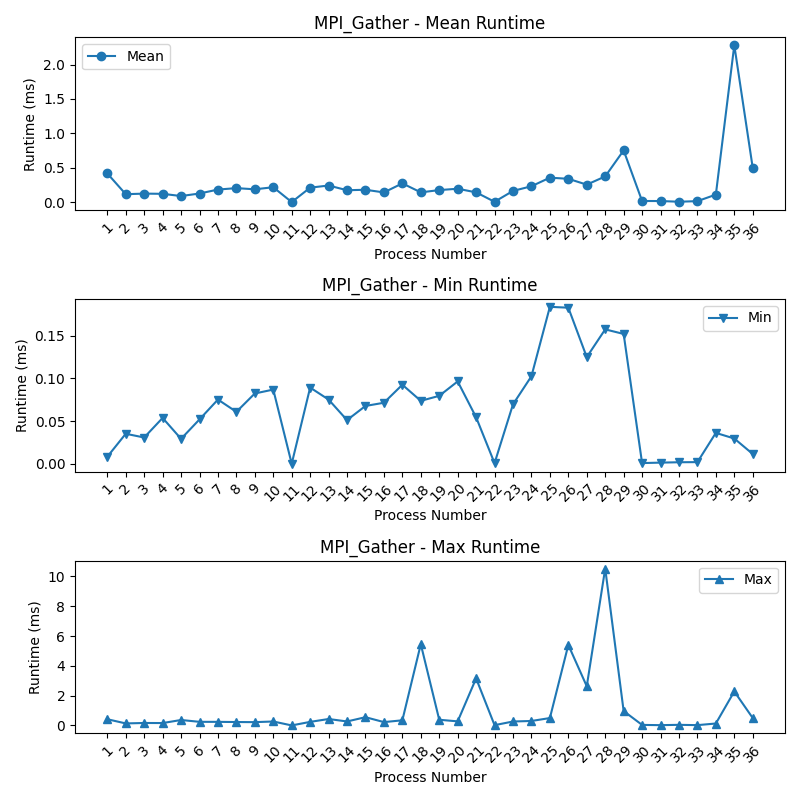 MPI_Gather - Mean Runtime
Mean
Runtime (ms)
2.0
1.5
1.0
0.5
0.0
1 2 3 4 5 6 7 8 9 10 11 12 13 14 15 16 17 18 19 20 21 22 23 24 25 26 27 28 29 30 31 32 33 34 35 36
Process Number
MPI_Gather - Min Runtime
Min
Runtime (ms)
0.15
0.10
0.05
0.00
1 2 3 4 5 6 7 8 9 10 11 12 13 14 15 16 17 18 19 20 21 22 23 24 25 26 27 28 29 30 31 32 33 34 35 36
Process Number
MPI_Gather - Max Runtime
Max
Runtime (ms)
10
8
6
4
2
0
1 2 3 4 5 6 7 8 9 10 11 12 13 14 15 16 17 18 19 20 21 22 23 24 25 26 27 28 29 30 31 32 33 34 35 36
Process Number